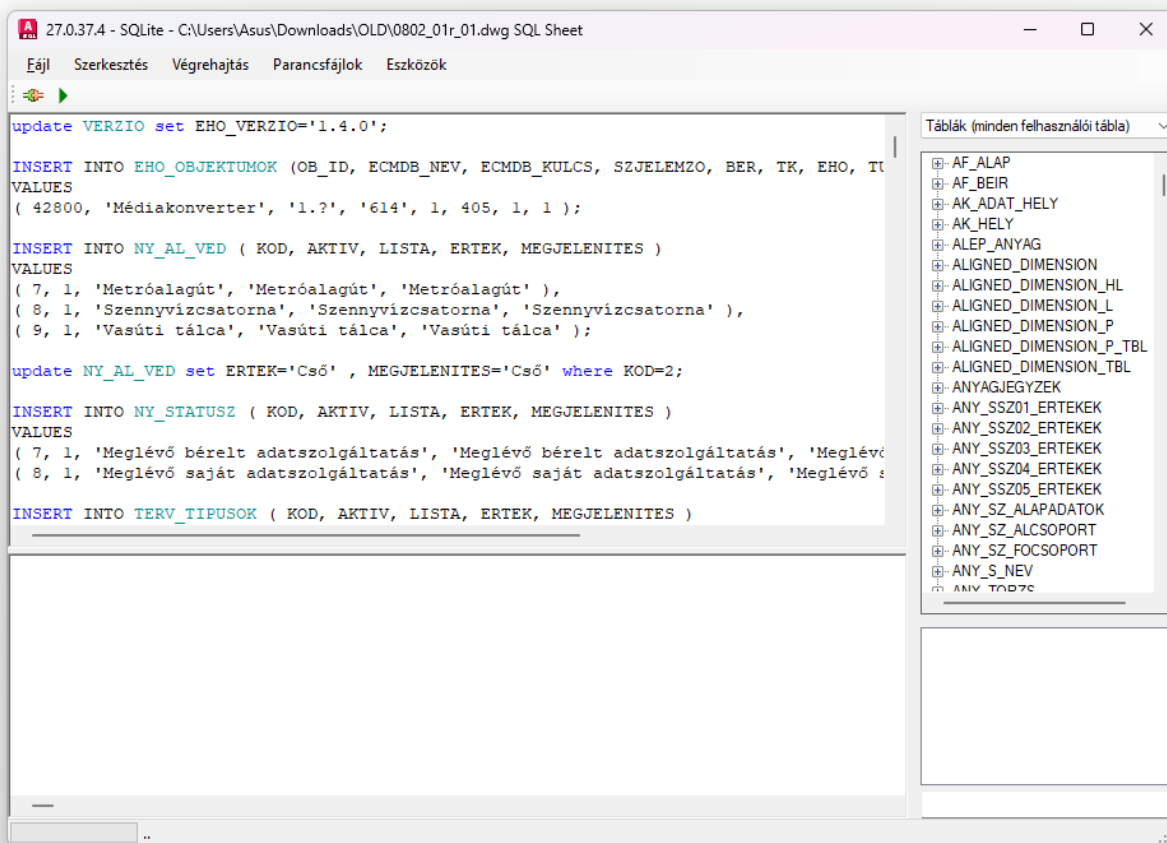 27.0.37.4 - SQLite - C:\Users\Asus\Downloads\OLD\0802_01r_01.dwg SQL Sheet
Fájl Szerkesztés Végrehajtás Parancsfájlok Eszközök
update VERZIO set EHO_VERZIO='1.4.0';
INSERT INTO EHO_OBJEKTUMOK (OB_ID, ECMDB_NEV, ECMDB_KULCS, SZJELEMZO, BER, TK, EHO,
VALUES
( 42800, 'Médiakonverter', '1.?', '614', 1, 405, 1, 1 );
INSERT INTO NY_AL_VED ( KOD, AKTIV, LISTA, ERTEK, MEGJELENITES )
VALUES
( 7, 1, 'Metróalagút', 'Metróalagút', 'Metróalagút' ),
( 8, 1, 'Szennyvízcsatorna', 'Szennyvízcsatorna', 'Szennyvízcsatorna' ),
( 9, 1, 'Vasúti tálca', 'Vasúti tálca', 'Vasúti tálca' );
update NY_AL_VED set ERTEK='Cső' , MEGJELENITES='Cső' where KOD=2;
INSERT INTO NY_STATUSZ ( KOD, AKTIV, LISTA, ERTEK, MEGJELENITES )
VALUES
( 7, 1, 'Meglévő bérelt adatszolgáltatás', 'Meglévő bérelt adatszolgáltatás',
( 8, 1, 'Meglévő saját adatszolgáltatás', 'Meglévő saját adatszolgáltatás', 'Meglévő
INSERT INTO TERV_TIPUSOK ( KOD, AKTIV, LISTA, ERTEK, MEGJELENITES )
..
Táblák (minden felhasználói tábla)
AF_ALAP
AF_BEIR
AK_ADAT_HELY
AK_HELY
ALEP_ANYAG
ALIGNED_DIMENSION
ALIGNED_DIMENSION_HL
ALIGNED_DIMENSION_L
ALIGNED_DIMENSION_P
ALIGNED_DIMENSION_P_TBL
ALIGNED_DIMENSION_TBL
ANYAGJEGYZEK
ANY_SSZ01_ERTEKEK
ANY_SSZ02_ERTEKEK
ANY_SSZ03_ERTEKEK
ANY_SSZ04_ERTEKEK
ANY_SSZ05_ERTEKEK
ANY_SZ_ALAPADATOK
ANY_SZ_ALCSOPORT
ANY_SZ_FOCSOPORT
ANY_S_NEV